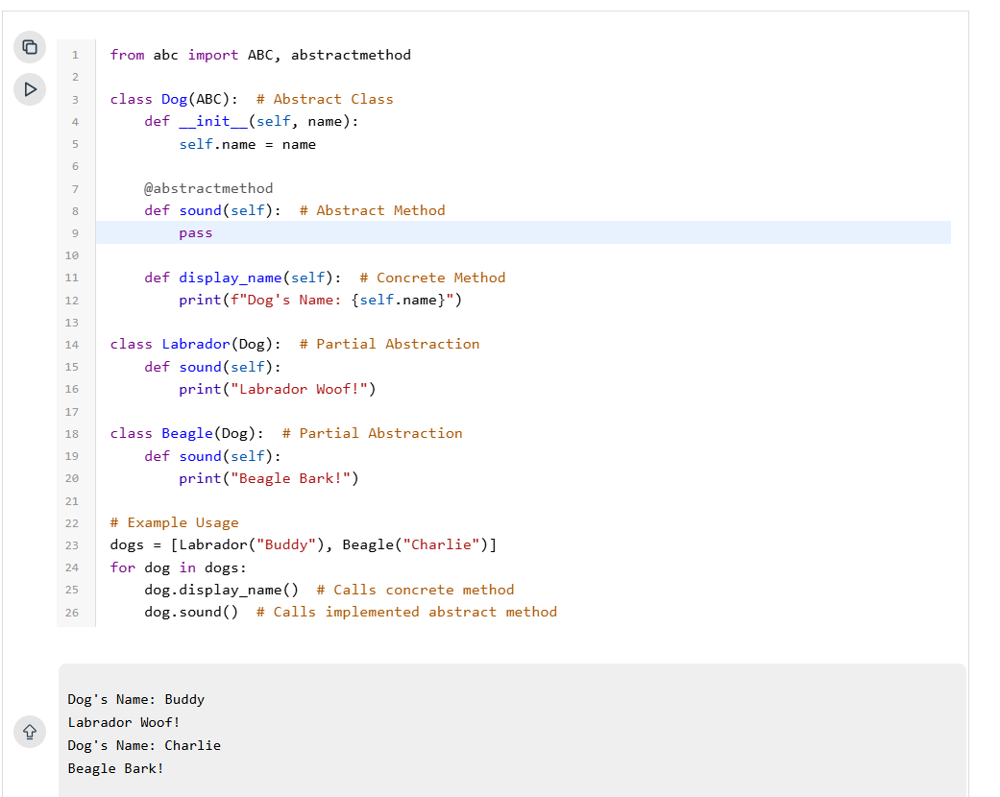 1 from abc import ABC, abstractmethod
2
3 class Dog(ABC):  # Abstract Class
4     def __init__(self, name):
5         self.name = name
6
7     @abstractmethod
8     def sound(self):  # Abstract Method
9         pass
10
11     def display_name(self):  # Concrete Method
12         print(f"Dog's Name: {self.name}")
13
14 class Labrador(Dog):  # Partial Abstraction
15     def sound(self):
16         print("Labrador Woof!")
17
18 class Beagle(Dog):  # Partial Abstraction
19     def sound(self):
20         print("Beagle Bark!")
21
22 # Example Usage
23 dogs = [Labrador("Buddy"), Beagle("Charlie")]
24 for dog in dogs:
25     dog.display_name()  # Calls concrete method
26     dog.sound()  # Calls implemented abstract method
Dog's Name: Buddy
Labrador Woof!
Dog's Name: Charlie
Beagle Bark!